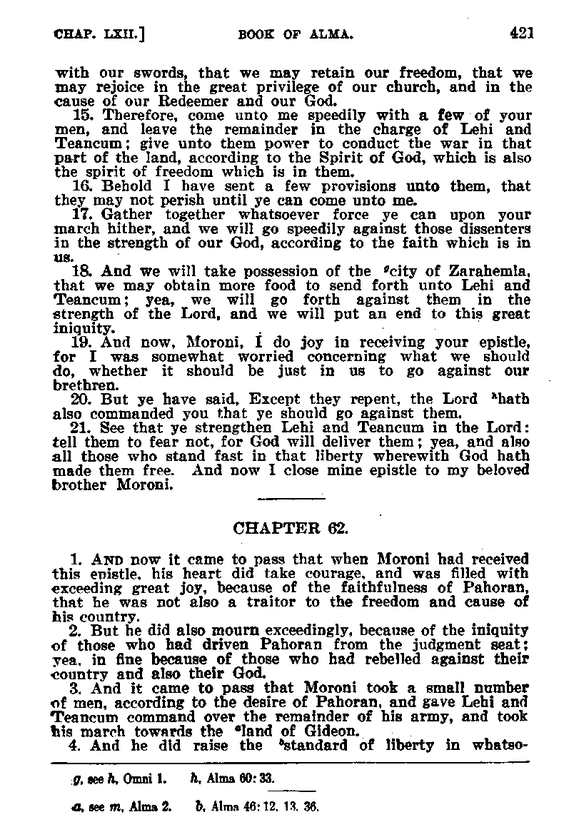 CHAP. LXII.] BOOK OF ALMA. 421
with our swords, that we may retain our freedom, that we
may rejoice in the great privilege of our church, and in the
cause of our Redeemer and our God.
15. Therefore, come unto me speedily with a few of your
men, and leave the remainder in the charge of Lehi and
Teancum; give unto them power to conduct the war in that
part of the land, according to the Spirit of God, which is also
the spirit of freedom which is in them.
16. Behold I have sent a few provisions unto them, that
they may not perish until ye can come unto me.
17. Gather together whatsoever force ye can upon your
march hither, and we will go speedily against those dissenters
in the strength of our God, according to the faith which is in
us.
18. And we will take possession of the gcity of Zarahemla,
that we may obtain more food to send forth unto Lehi and
Teancum; yea, we will go forth against them in the
strength of the Lord, and we will put an end to this great
iniquity.
19. And now, Moroni, I do joy in receiving your epistle,
for I was somewhat worried concerning what we should
do, whether it should be just in us to go against our
brethren.
20. But ye have said, Except they repent, the Lord hhath
also commanded you that ye should go against them.
21. See that ye strengthen Lehi and Teancum in the Lord:
tell them to fear not, for God will deliver them; yea, and also
all those who stand fast in that liberty wherewith God hath
made them free. And now I close mine epistle to my beloved
brother Moroni.
CHAPTER 62.
1. AND now it came to pass that when Moroni had received
this epistle, his heart did take courage, and was filled with
exceeding great joy, because of the faithfulness of Pahoran,
that he was not also a traitor to the freedom and cause of
his country.
2. But he did also mourn exceedingly, because of the iniquity
of those who had driven Pahoran from the judgment seat;
yea, in fine because of those who had rebelled against their
country and also their God.
3. And it came to pass that Moroni took a small number
of men, according to the desire of Pahoran, and gave Lehi and
Teancum command over the remainder of his army, and took
his march towards the aland of Gideon.
4. And he did raise the bstandard of liberty in whatso-
g, see h, Omni 1. h, Alma 60:33.
a, see m, Alma 2. b, Alma 46:12, 13, 36.